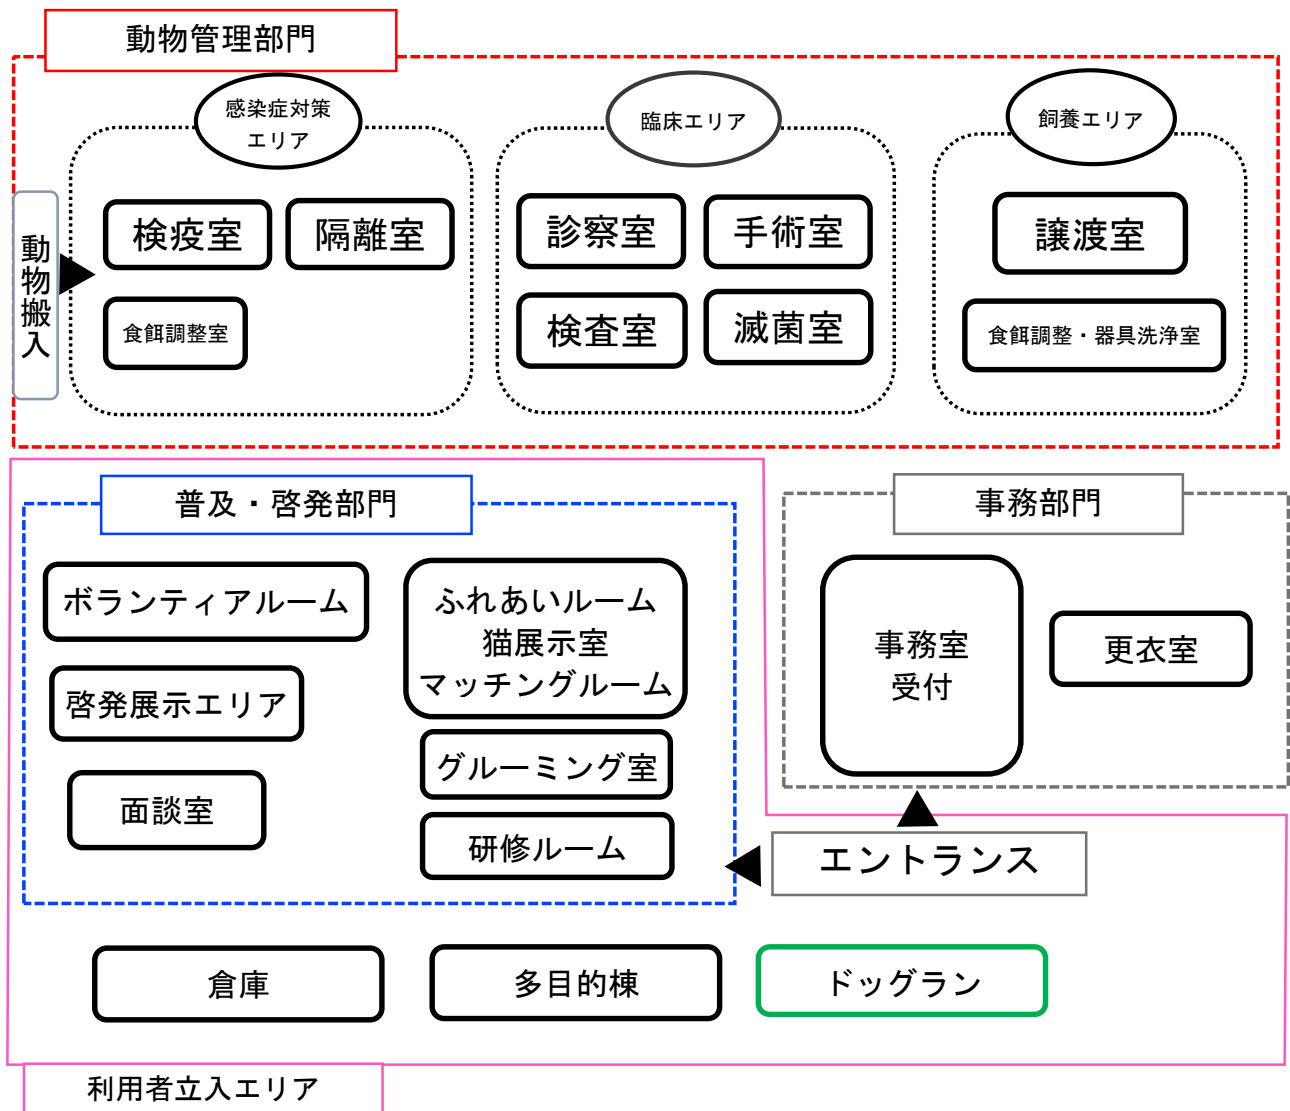 動物管理部門
感染症対策
エリア
臨床エリア
飼養エリア
動物搬入
検疫室
隔離室
食餌調整室
診察室
手術室
検査室
滅菌室
譲渡室
食餌調整・器具洗浄室
普及・啓発部門
ボランティアルーム
啓発展示エリア
面談室
ふれあいルーム
猫展示室
マッチングルーム
グルーミング室
研修ルーム
事務部門
事務室
受付
更衣室
エントランス
倉庫
多目的棟
ドッグラン
利用者立入エリア